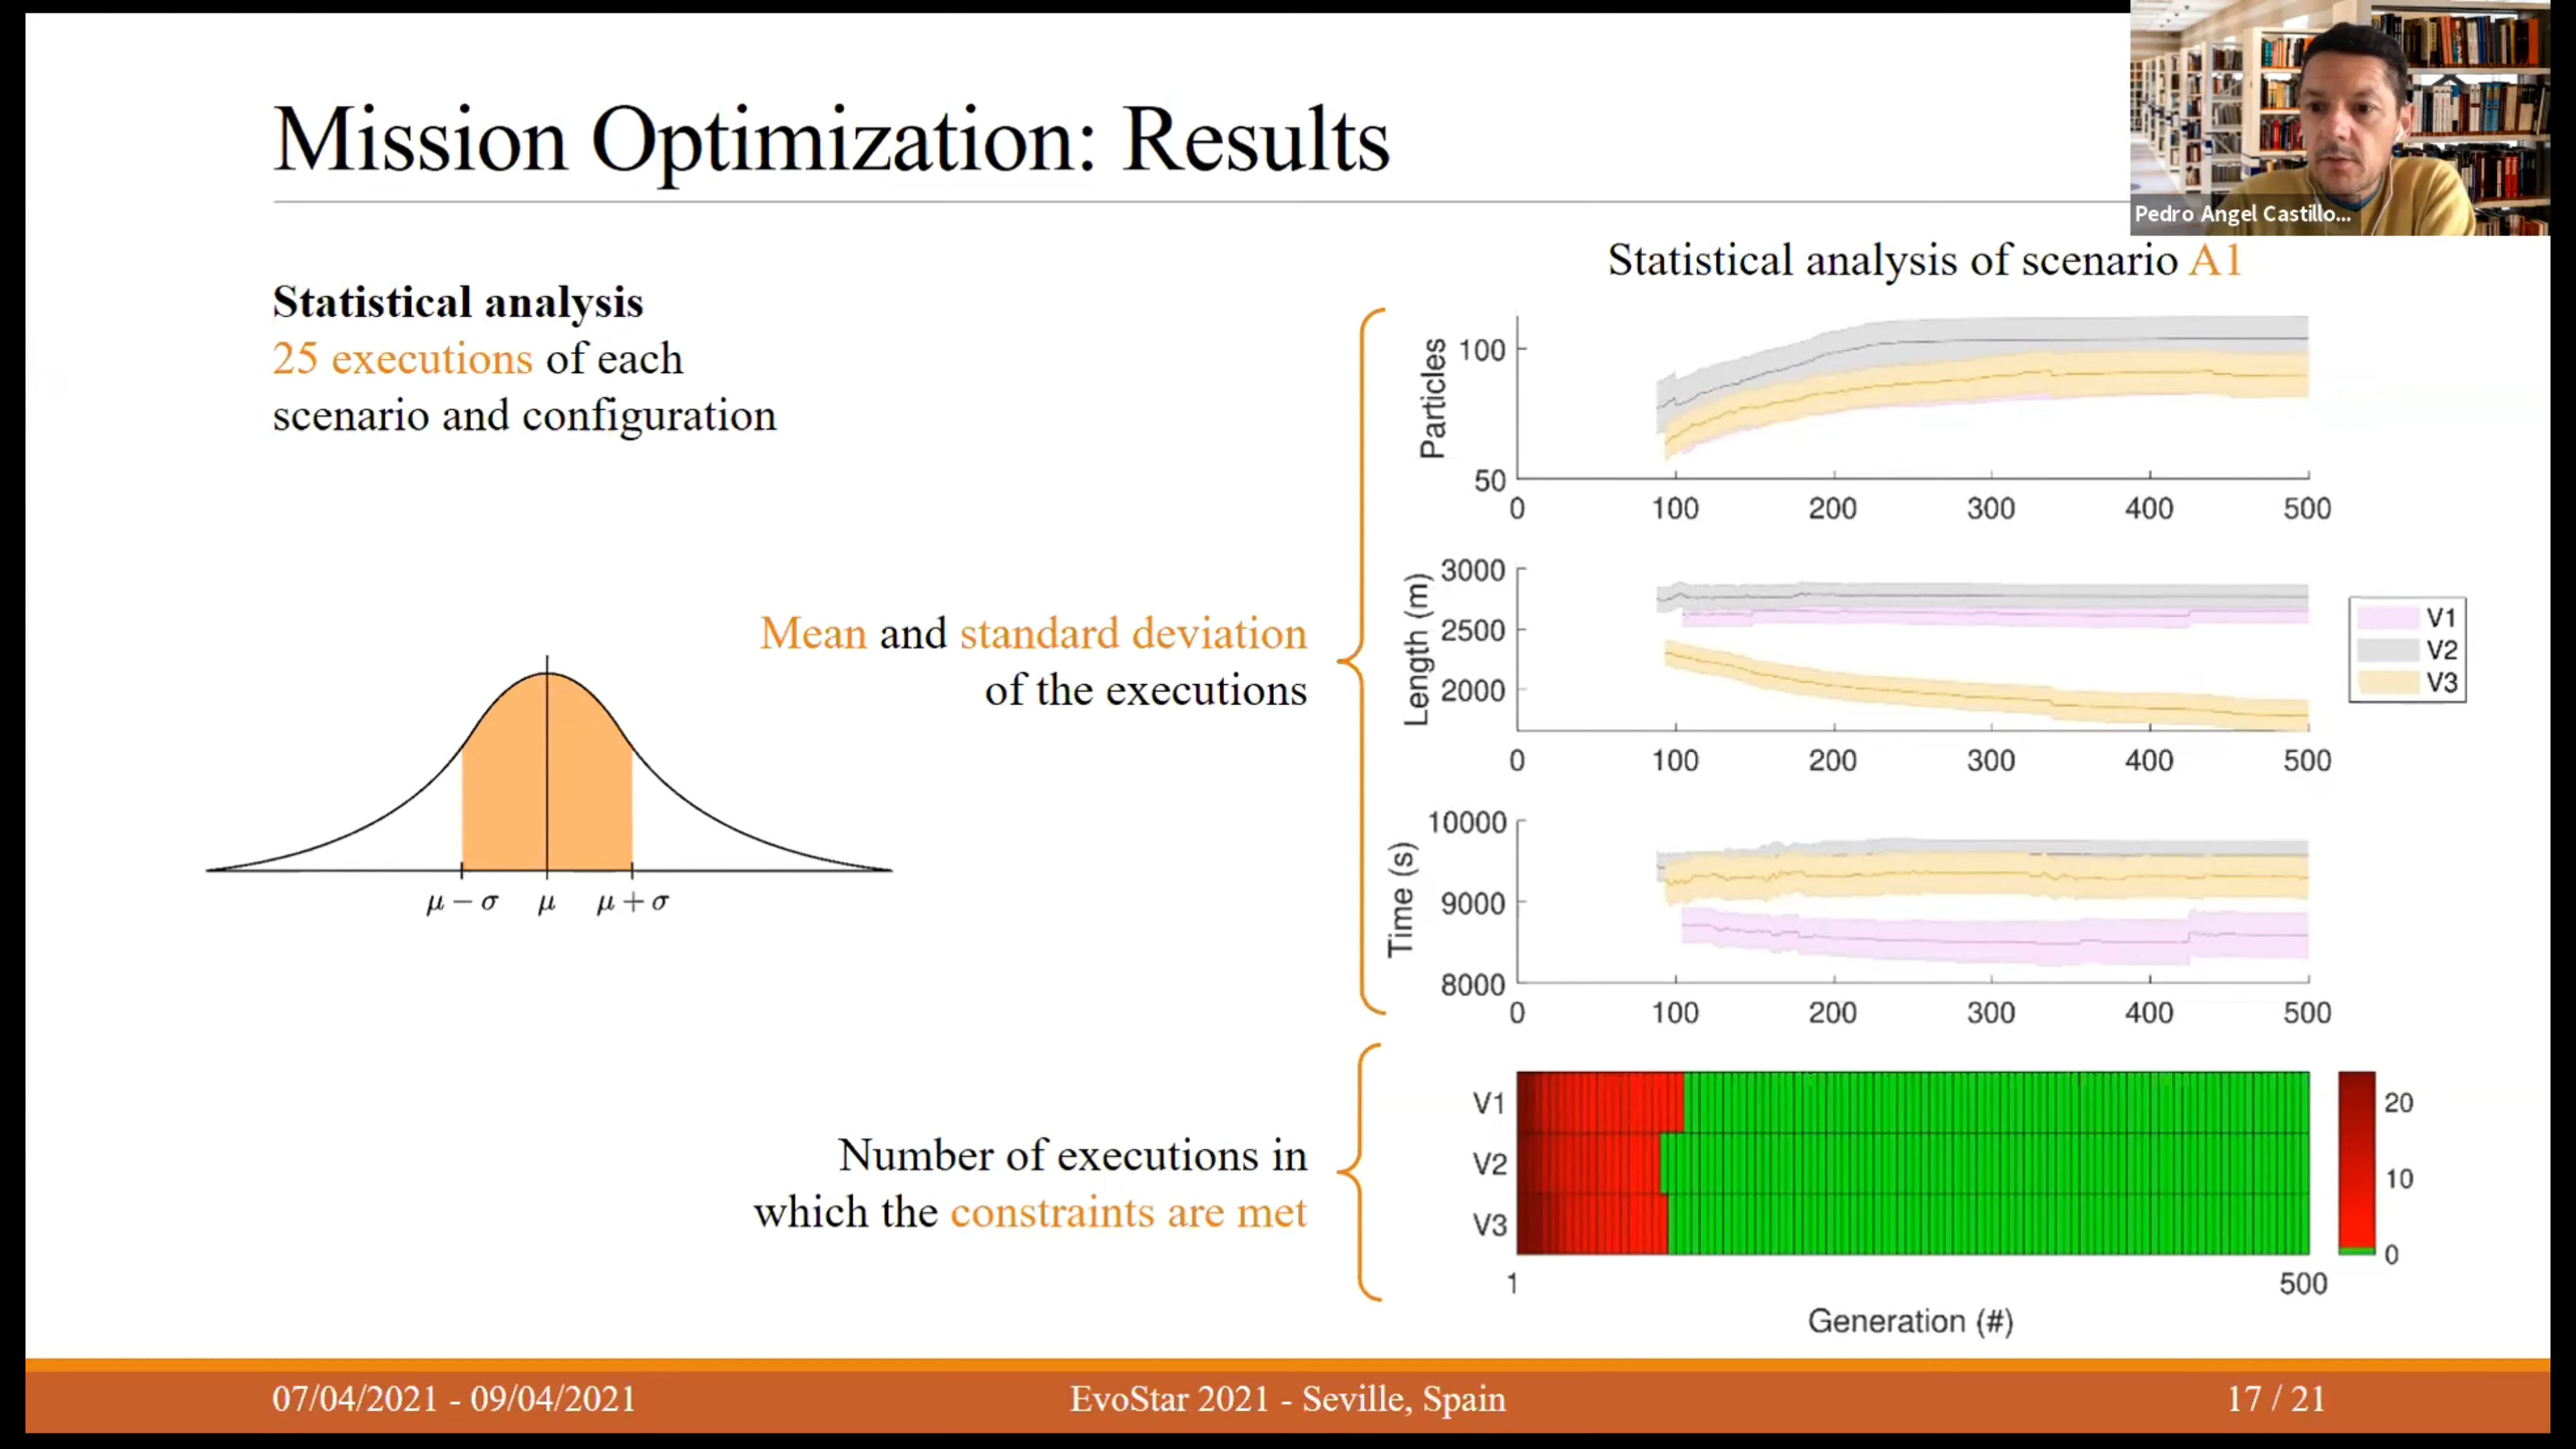 Mission Optimization: Results
Pedro Angel Castillo...
Statistical analysis
25 executions of each
scenario and configuration
Mean and standard deviation
of the executions
μ − σ μ μ + σ
Number of executions in
which the constraints are met
Statistical analysis of scenario A1
Particles
100
50
0 100 200 300 400 500
Length (m)
3000
2500
2000
0 100 200 300 400 500
V1
V2
V3
Time (s)
10000
9000
8000
0 100 200 300 400 500
V1
V2
V3
20
10
0
1 500
Generation (#)
07/04/2021 - 09/04/2021 EvoStar 2021 - Seville, Spain 17 / 21